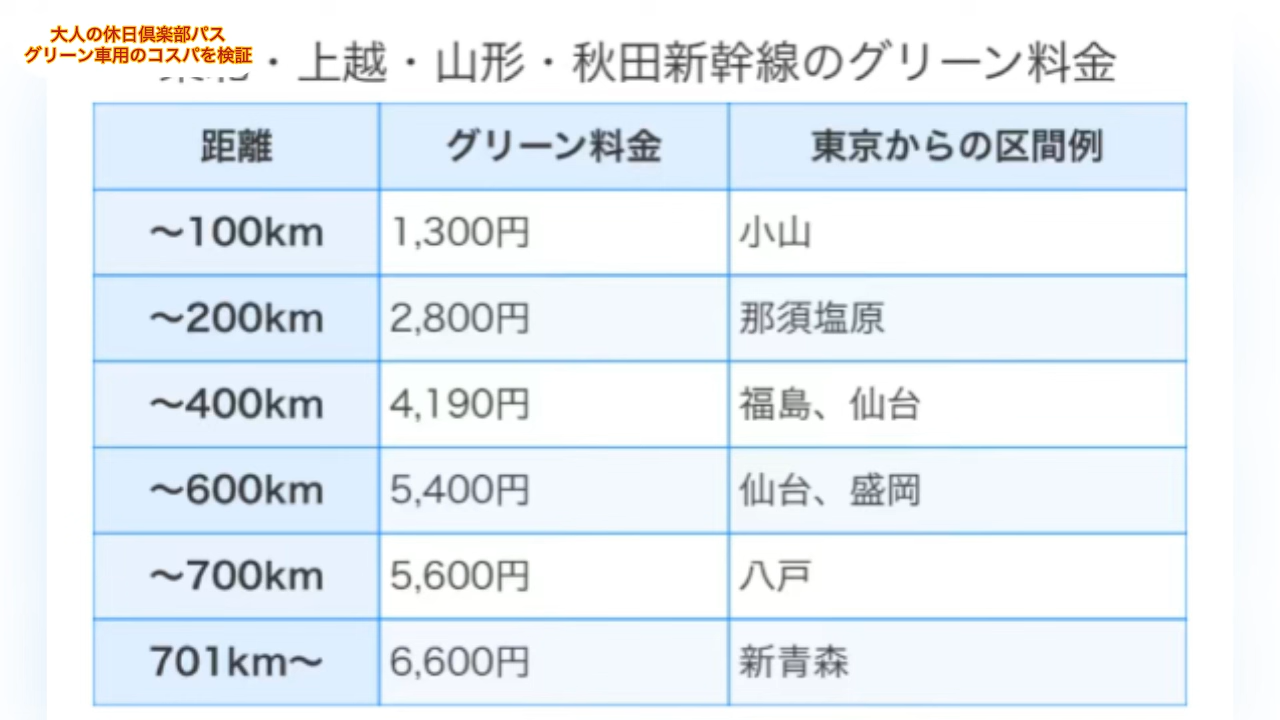 大人の休日倶楽部パス
グリーン車用のコスパを検証
・上越・山形・秋田新幹線のグリーン料金
距離 グリーン料金 東京からの区間例
～100km 1,300円 小山
～200km 2,800円 那須塩原
～400km 4,190円 福島、仙台
～600km 5,400円 仙台、盛岡
～700km 5,600円 八戸
701km～ 6,600円 新青森